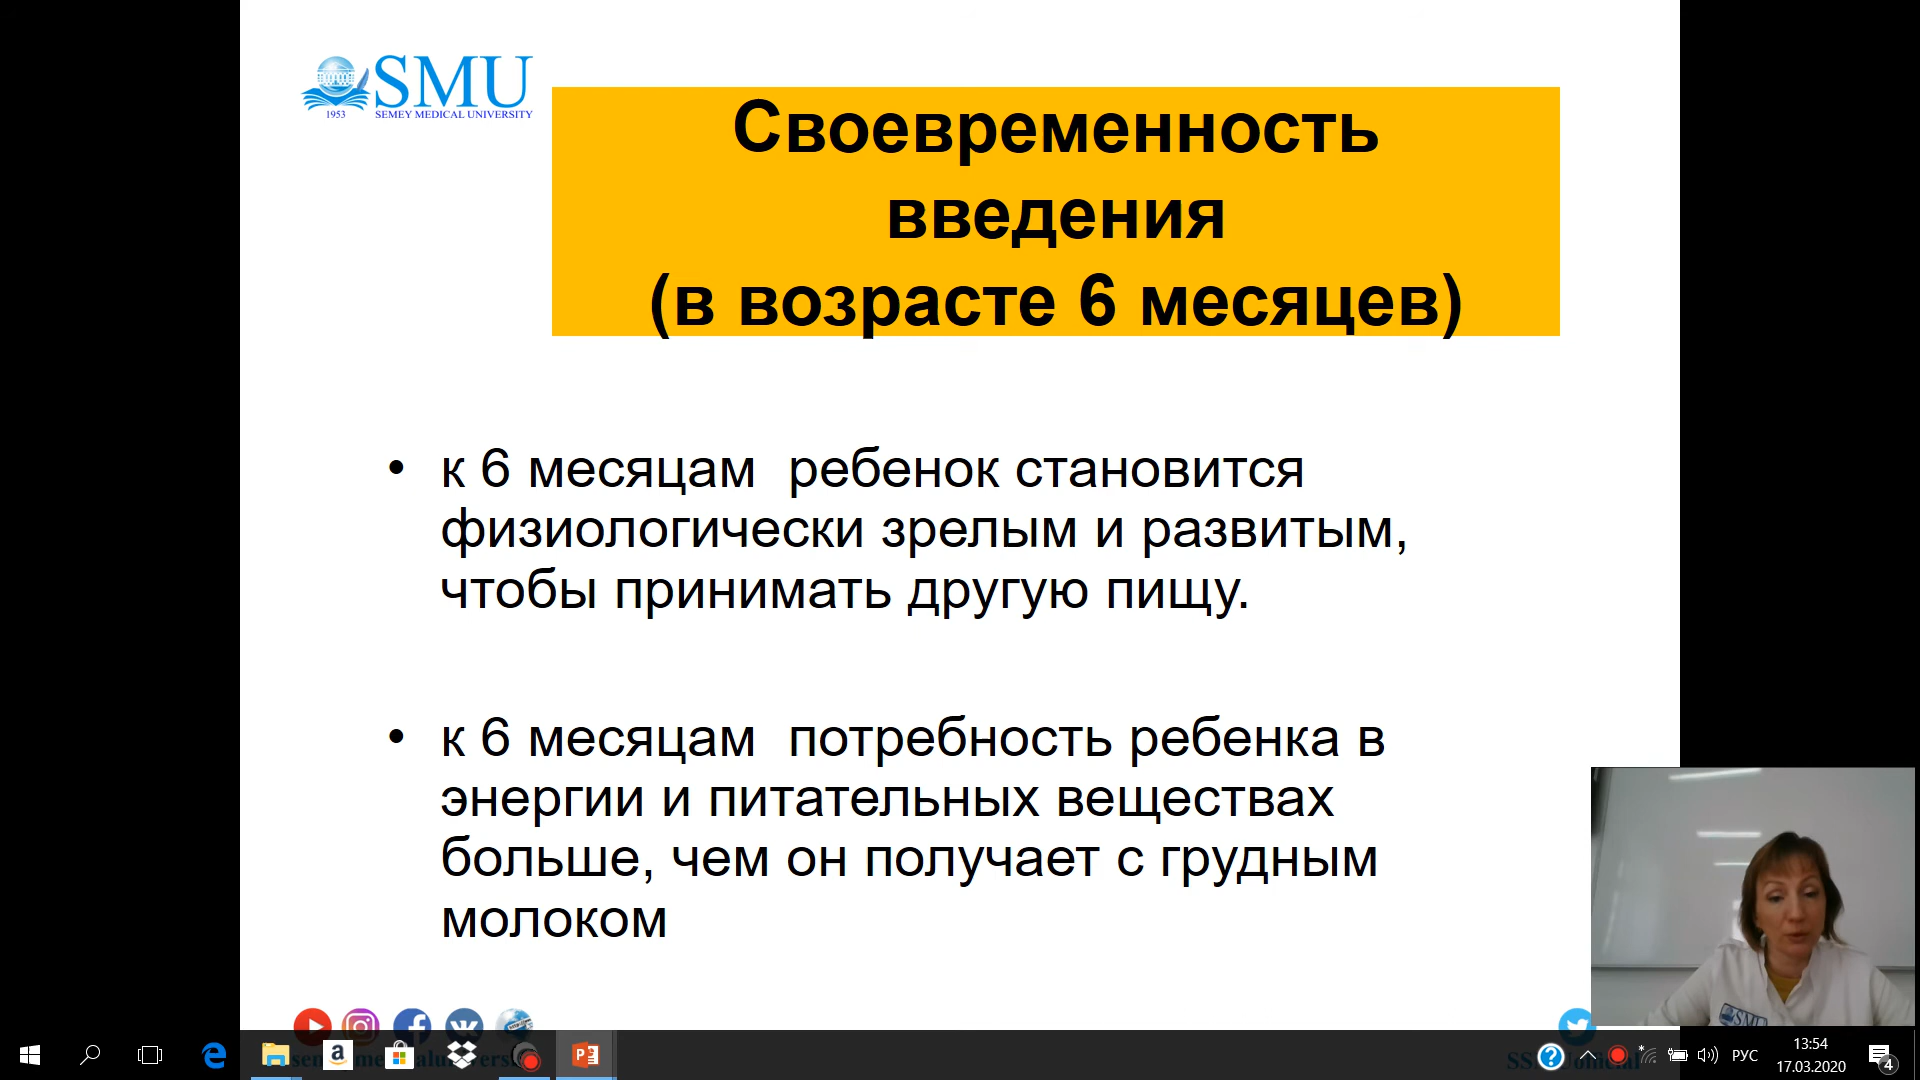 SMU
1953
SEMEY MEDICAL UNIVERSITY
Своевременность
введения
(в возрасте 6 месяцев)
• к 6 месяцам ребенок становится
физиологически зрелым и развитым,
чтобы принимать другую пищу.
• к 6 месяцам потребность ребенка в
энергии и питательных веществах
больше, чем он получает с грудным
молоком
SMU
РУС
13:54
17.03.2020
4